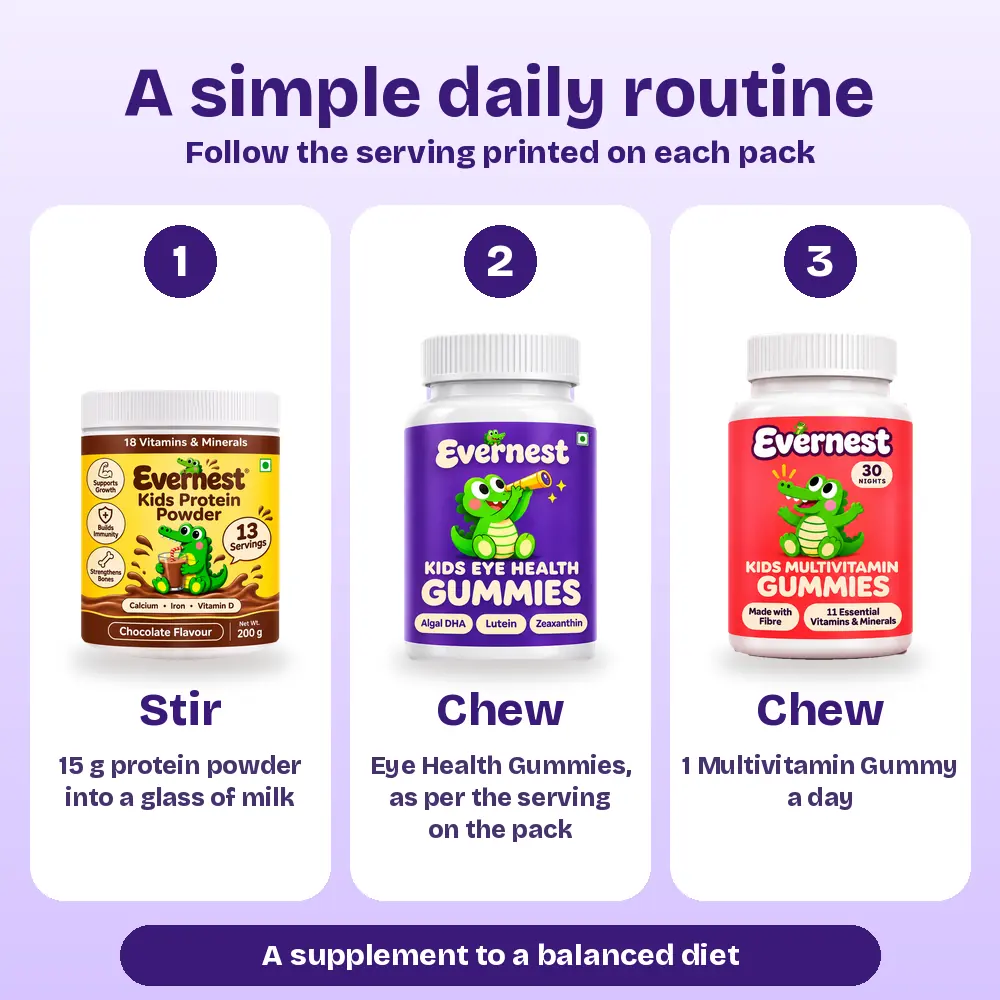 A simple daily routine
Follow the serving printed on each pack
1
18 Vitamins & Minerals
Supports
Growth
Builds
Immunity
Strengthens
Bones
Evernest®
Kids Protein
Powder
13
Servings
Calcium • Iron • Vitamin D
Chocolate Flavour
Net Wt.
200 g
Stir
15 g protein powder
into a glass of milk
2
Evernest
KIDS EYE HEALTH
GUMMIES
Algal DHA
Lutein
Zeaxanthin
Chew
Eye Health Gummies,
as per the serving
on the pack
3
Evernest
30
NIGHTS
KIDS MULTIVITAMIN
GUMMIES
Made with
Fibre
11 Essential
Vitamins & Minerals
Chew
1 Multivitamin Gummy
a day
A supplement to a balanced diet